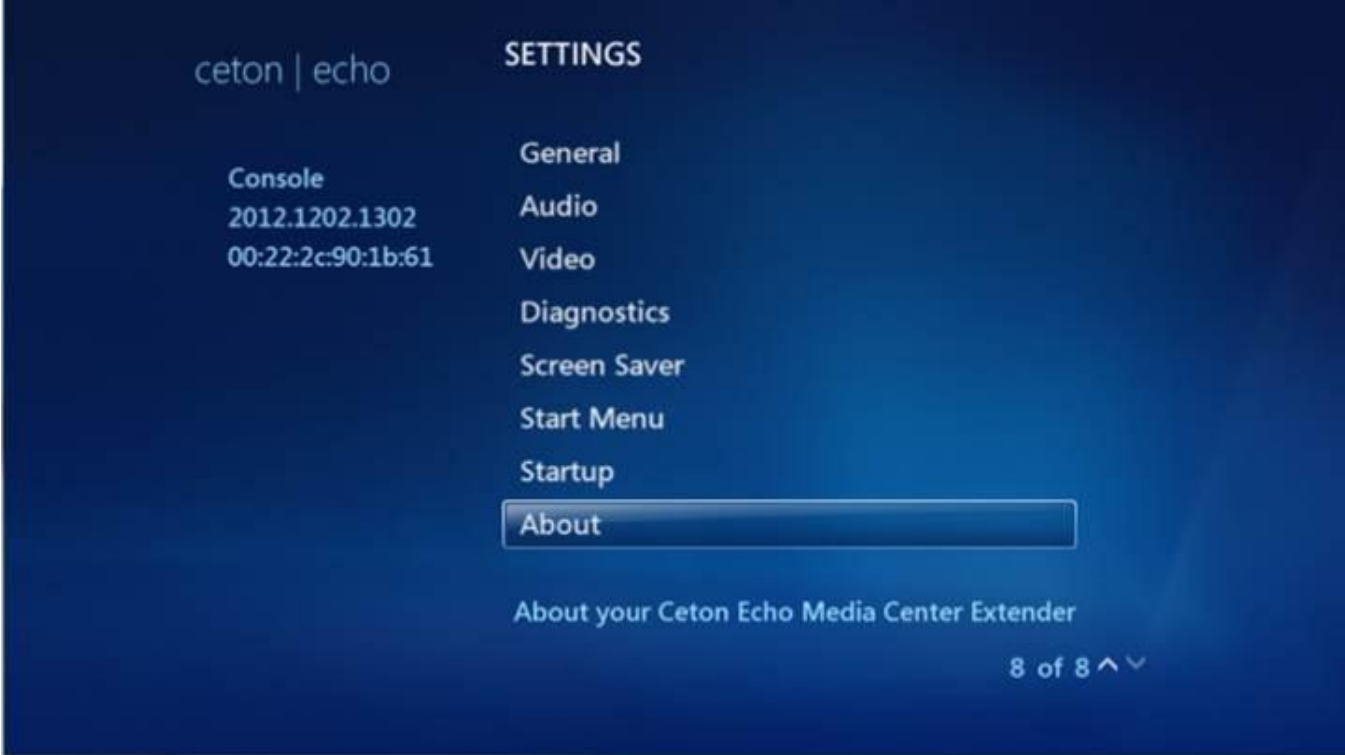 ceton | echo
SETTINGS
Console
2012.1202.1302
00:22:2c:90:1b:61
General
Audio
Video
Diagnostics
Screen Saver
Start Menu
Startup
About
About your Ceton Echo Media Center Extender
8 of 8